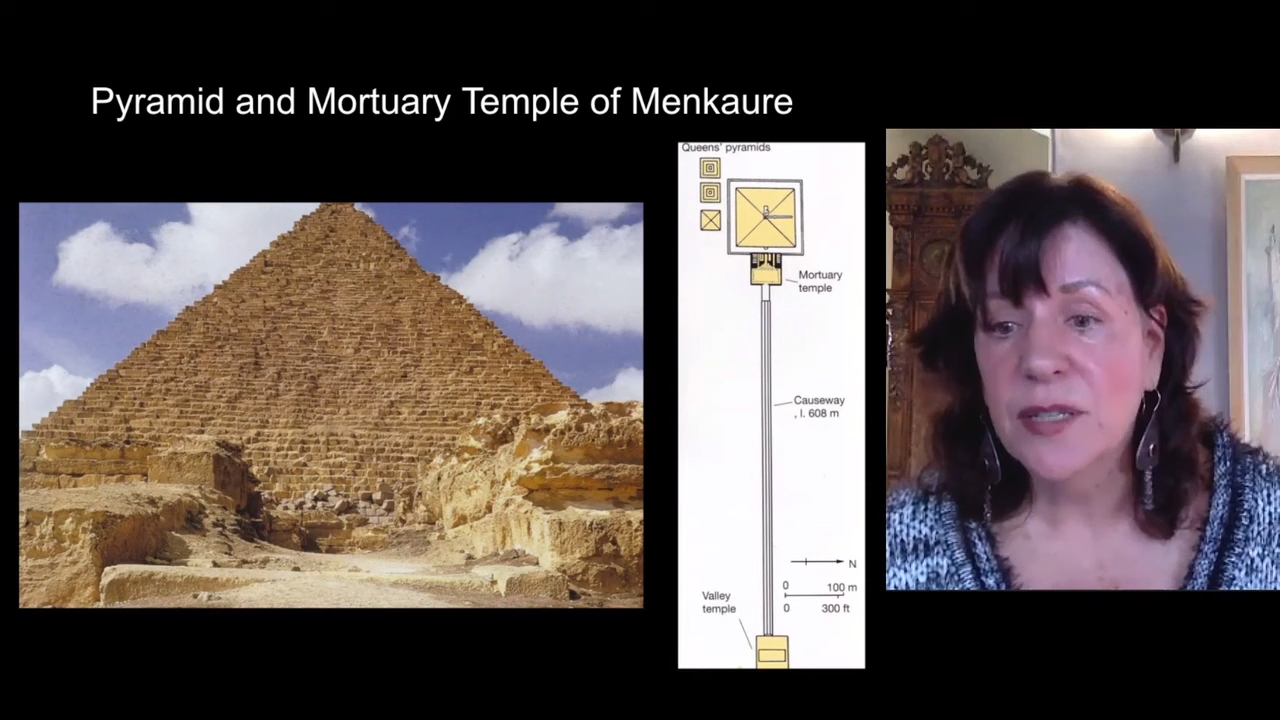 Pyramid and Mortuary Temple of Menkaure
Queens' pyramids
Mortuary
temple
Causeway
, l. 608 m
N
0 100 m
0 300 ft
Valley
temple